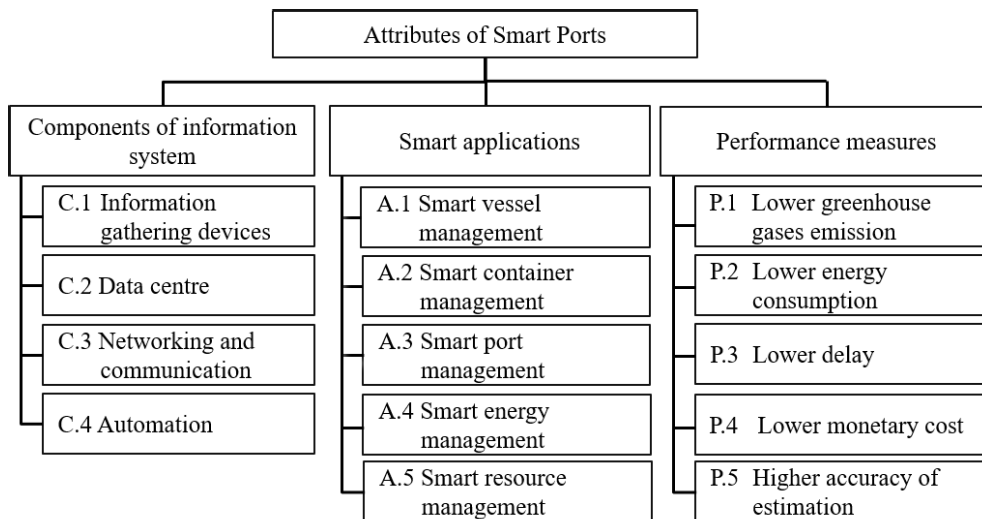 Attributes of Smart Ports
Components of information
system
C.1 Information
gathering devices
C.2 Data centre
C.3 Networking and
communication
C.4 Automation
Smart applications
A.1 Smart vessel
management
A.2 Smart container
management
A.3 Smart port
management
A.4 Smart energy
management
A.5 Smart resource
management
Performance measures
P.1 Lower greenhouse
gases emission
P.2 Lower energy
consumption
P.3 Lower delay
P.4 Lower monetary cost
P.5 Higher accuracy of
estimation